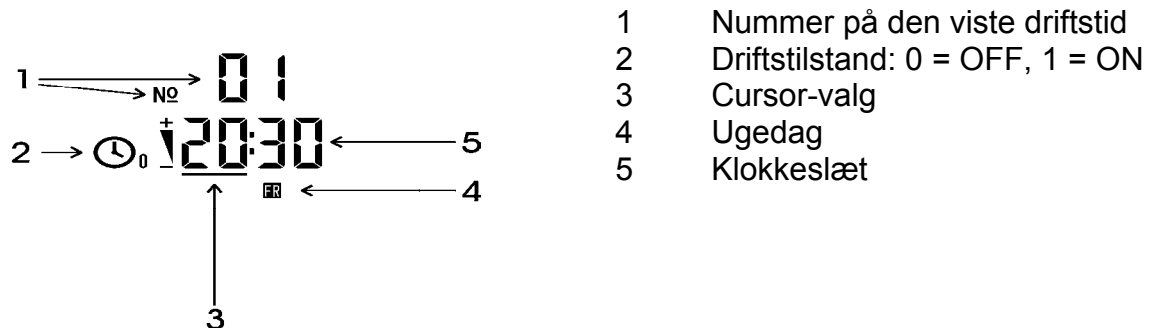 1
Nº
01
2
0
+
-
20:30
5
FR
4
3
1 Nummer på den viste driftstid
2 Driftstilstand: 0 = OFF, 1 = ON
3 Cursor-valg
4 Ugedag
5 Klokkeslæt